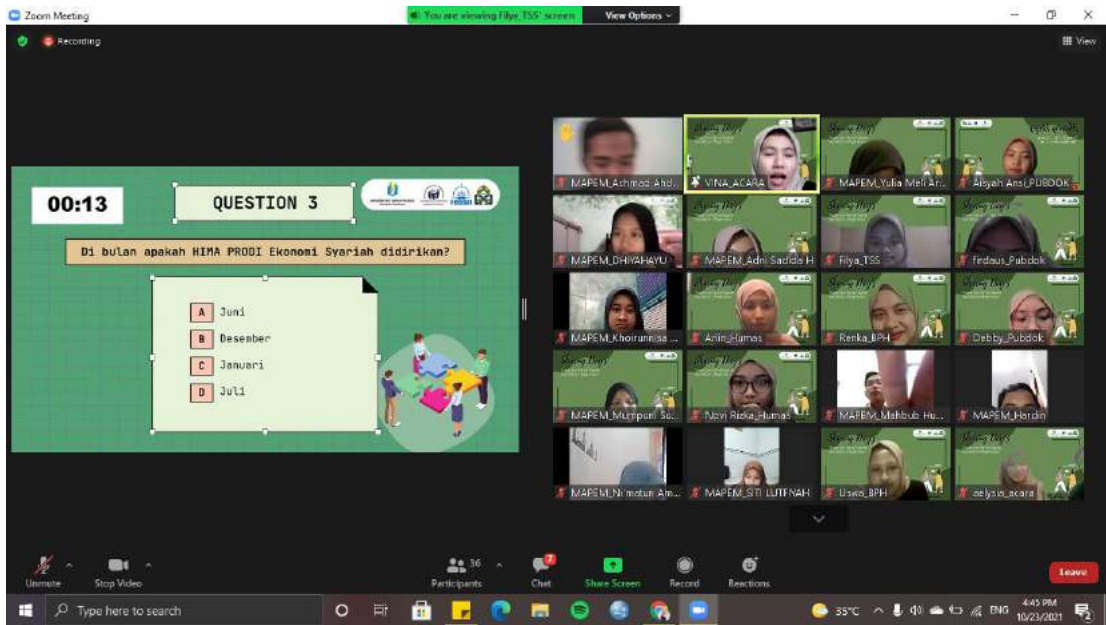 Zoom Meeting
You are viewing Filya_TSS' screen
View Options
Recording
View
00:13
QUESTION 3
Di bulan apakah HIMA PRODI Ekonomi Syariah didirikan?
A Juni
B Desember
C Januari
D Juli
MAPEM_Achmad Ahd...
VINA_ACARA
MAPEM_Yulia Meli Ar...
Aisyah Ansi_PUBDOK
MAPEM_DHIYAHAYU
MAPEM_Adni Sadida H
Filya_TSS
firdaus_Pubdok
MAPEM_Khoirunnisa ...
Ariin_Humas
Renka_BPH
Debby_Pubdok
MAPEM_Mumpuni Su...
Novi Rizka_Humas
MAPEM_Mahbub Hu...
MAPEM_Hardin
MAPEM_Ni'matun Am...
MAPEM_SITI LUTFIYAH
Uswa_BPH
aelysia_acara
Unmute
Stop Video
36
Participants
7
Chat
Share Screen
Record
Reactions
Leave
Type here to search
35°C
ENG
4:45 PM
10/23/2021
2